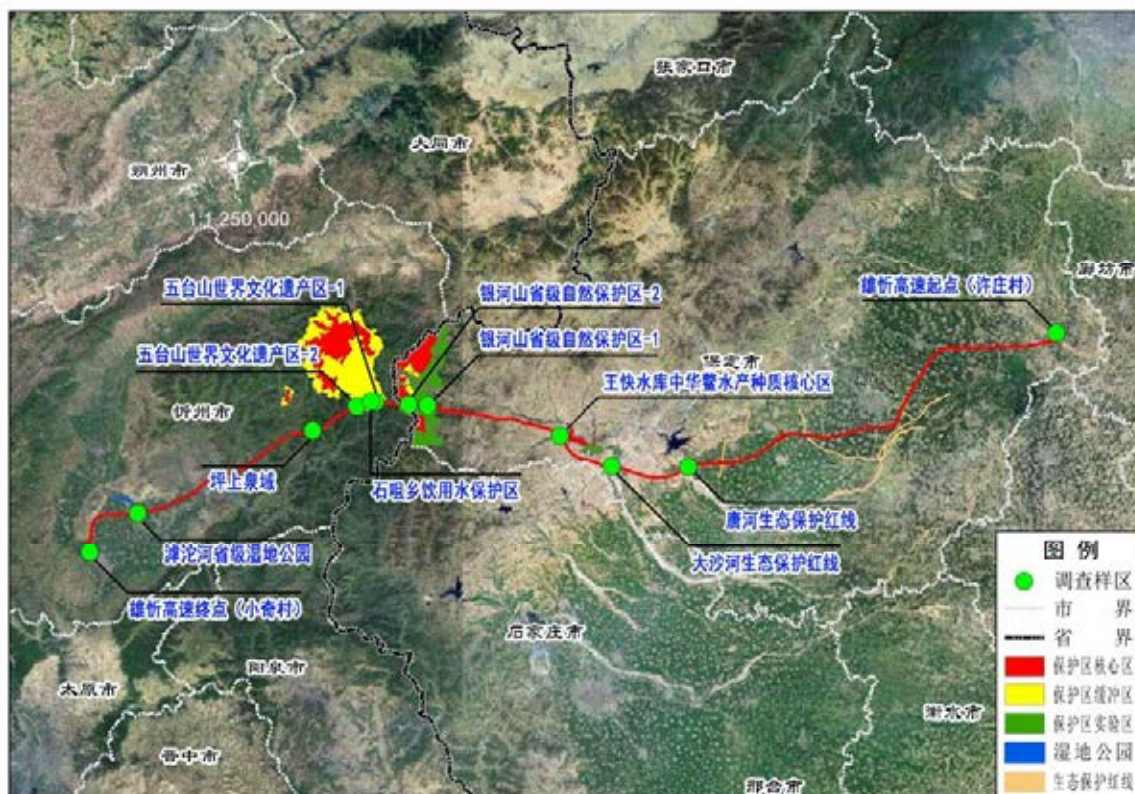 张家口市
大同市
朔州市
1:1,250,000
廊坊市
五台山世界文化遗产区-1
银河山省级自然保护区-2
雄忻高速起点（许庄村）
五台山世界文化遗产区-2
银河山省级自然保护区-1
保定市
王快水库中华鳖水产种质核心区
忻州市
坪上泉域
石咀乡饮用水保护区
唐河生态保护红线
滹沱河省级湿地公园
大沙河生态保护红线
雄忻高速终点（小奇村）
石家庄市
阳泉市
太原市
衡水市
晋中市
邢台市
图 例
调查样区
市 界
省 界
保护区核心区
保护区缓冲区
保护区实验区
湿地公园
生态保护红线